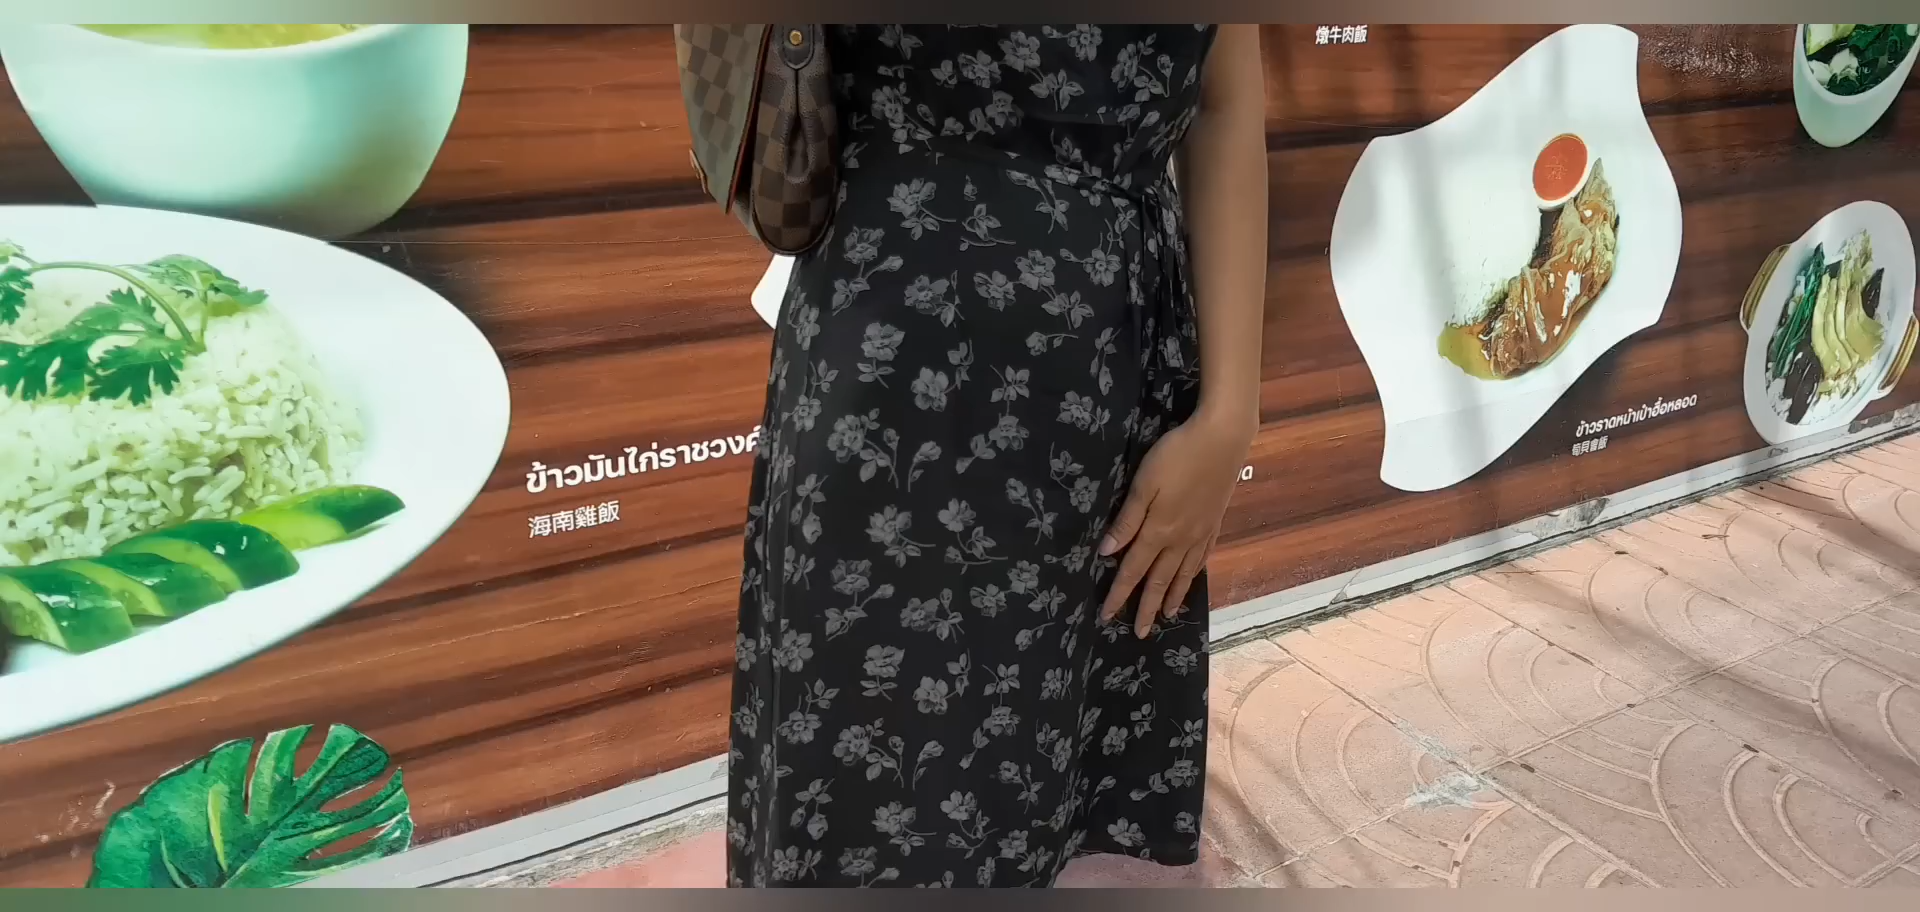 燉牛肉飯
ข้าวมันไก่ราชวงศ์
海南雞飯
ข้าวราดหน้าเป๋าฮื้อหลอด